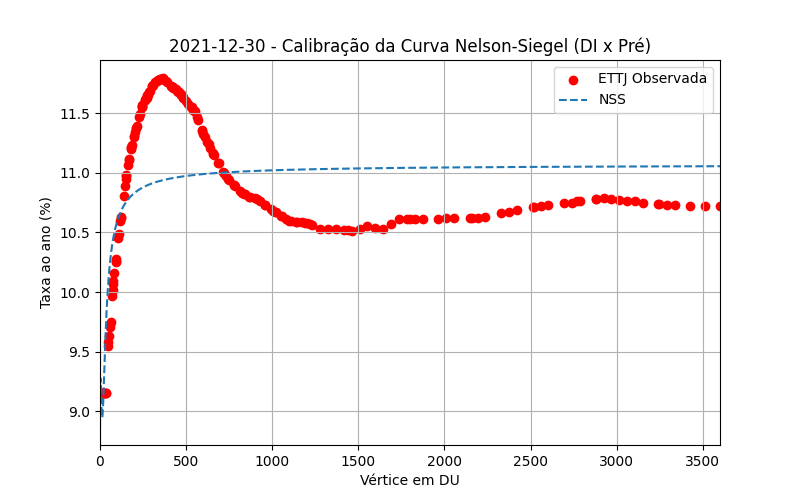 2021-12-30 - Calibração da Curva Nelson-Siegel (DI x Pré)
ETTJ Observada
NSS
Taxa ao ano (%)
11.5
11.0
10.5
10.0
9.5
9.0
0 500 1000 1500 2000 2500 3000 3500
Vértice em DU